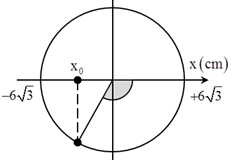 x₀ x (cm)
−6√3 +6√3